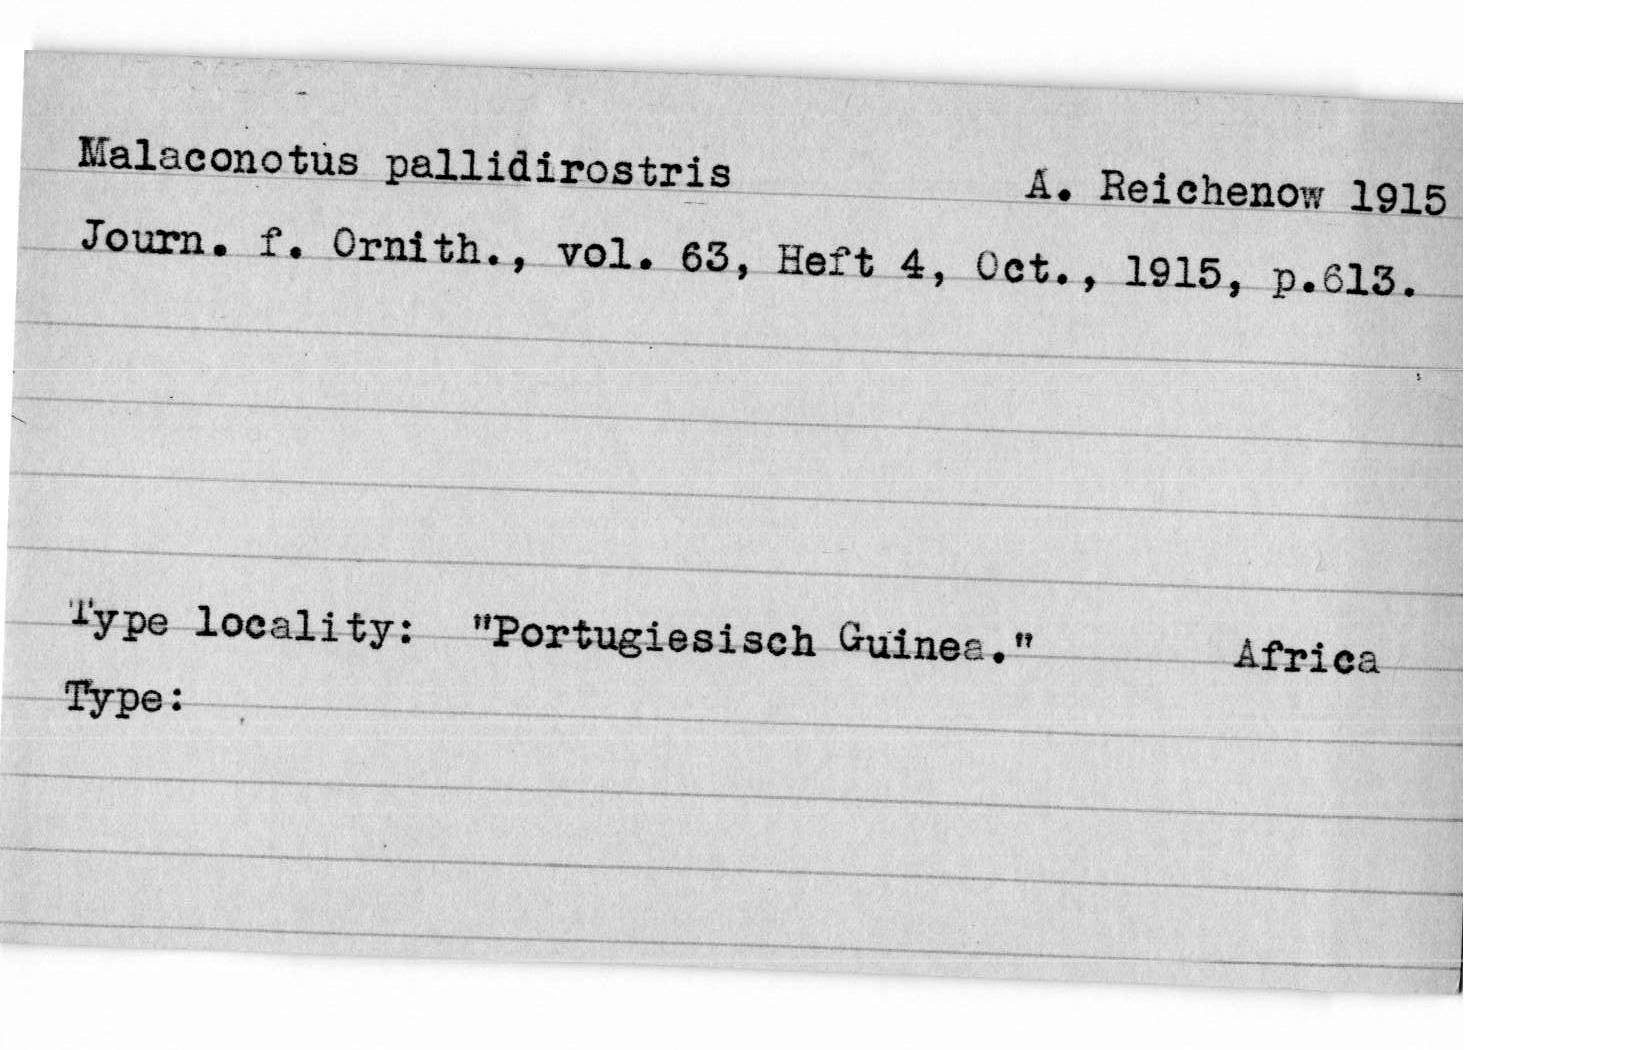 Malaconotus pallidirostris A. Reichenow 1915
Journ. f. Ornith., vol. 63, Heft 4, Oct., 1915, p.613.
Type locality: "Portugiesisch Guinea." Africa
Type: